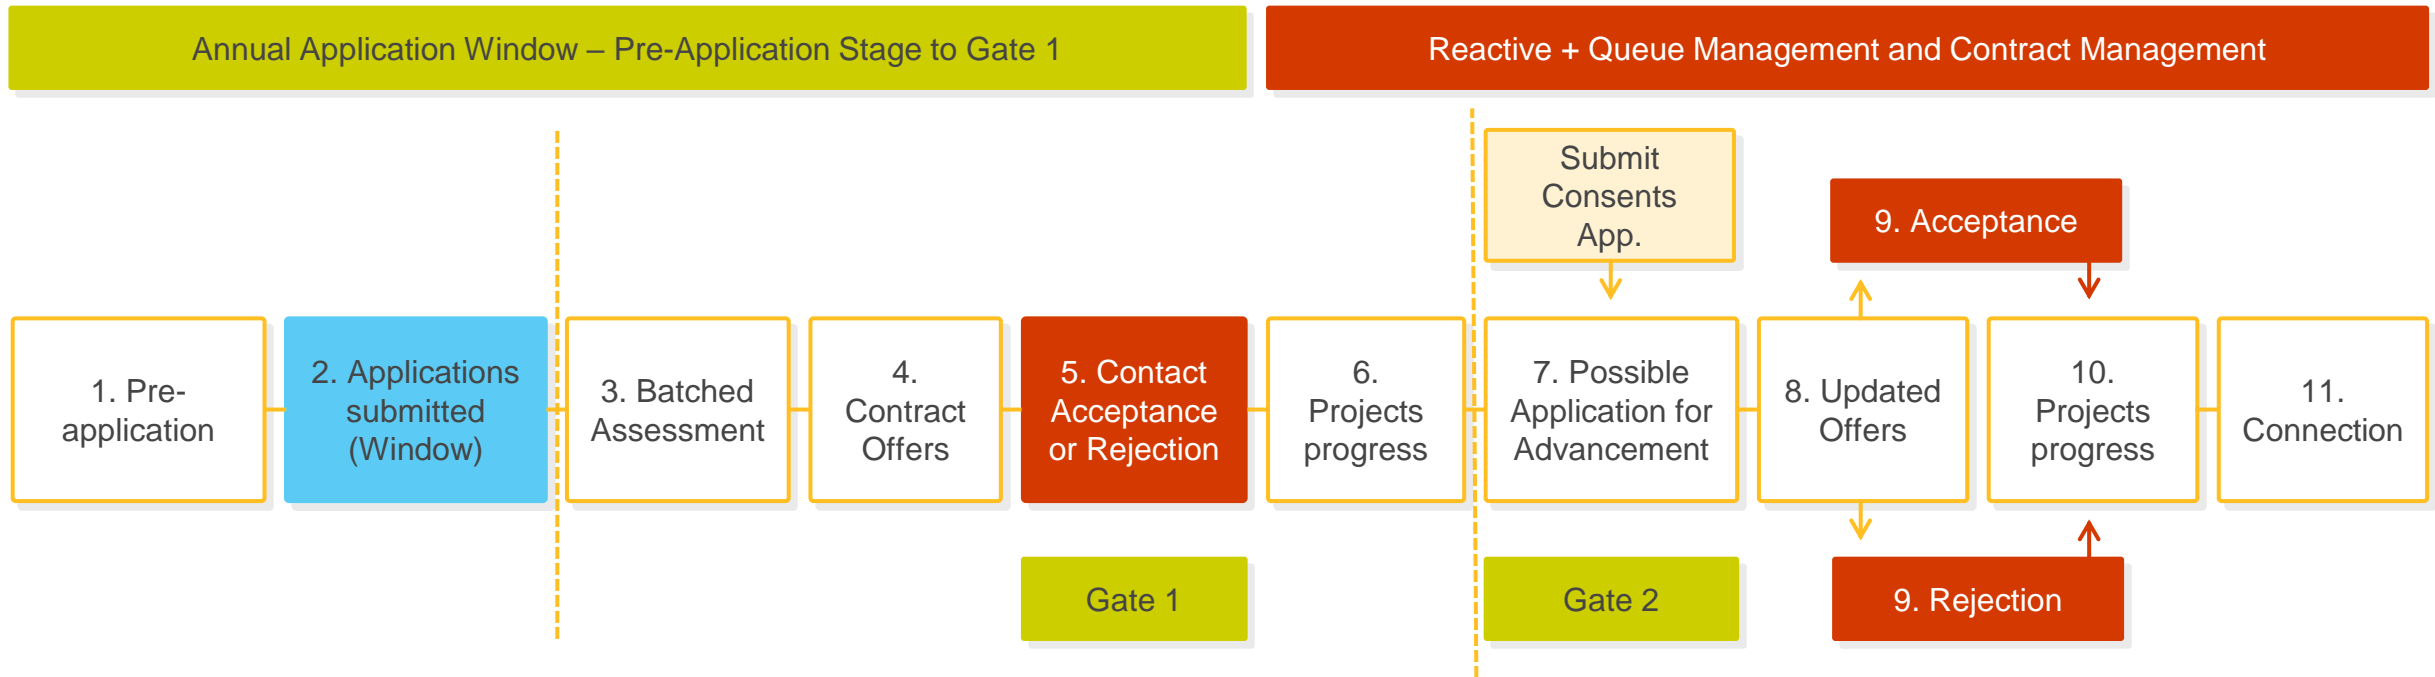 Annual Application Window – Pre-Application Stage to Gate 1
Reactive + Queue Management and Contract Management
Submit
Consents
App.
9. Acceptance
1. Pre-
application
2. Applications
submitted
(Window)
3. Batched
Assessment
4.
Contract
Offers
5. Contact
Acceptance
or Rejection
6.
Projects
progress
7. Possible
Application for
Advancement
8. Updated
Offers
10.
Projects
progress
11.
Connection
Gate 1
Gate 2
9. Rejection